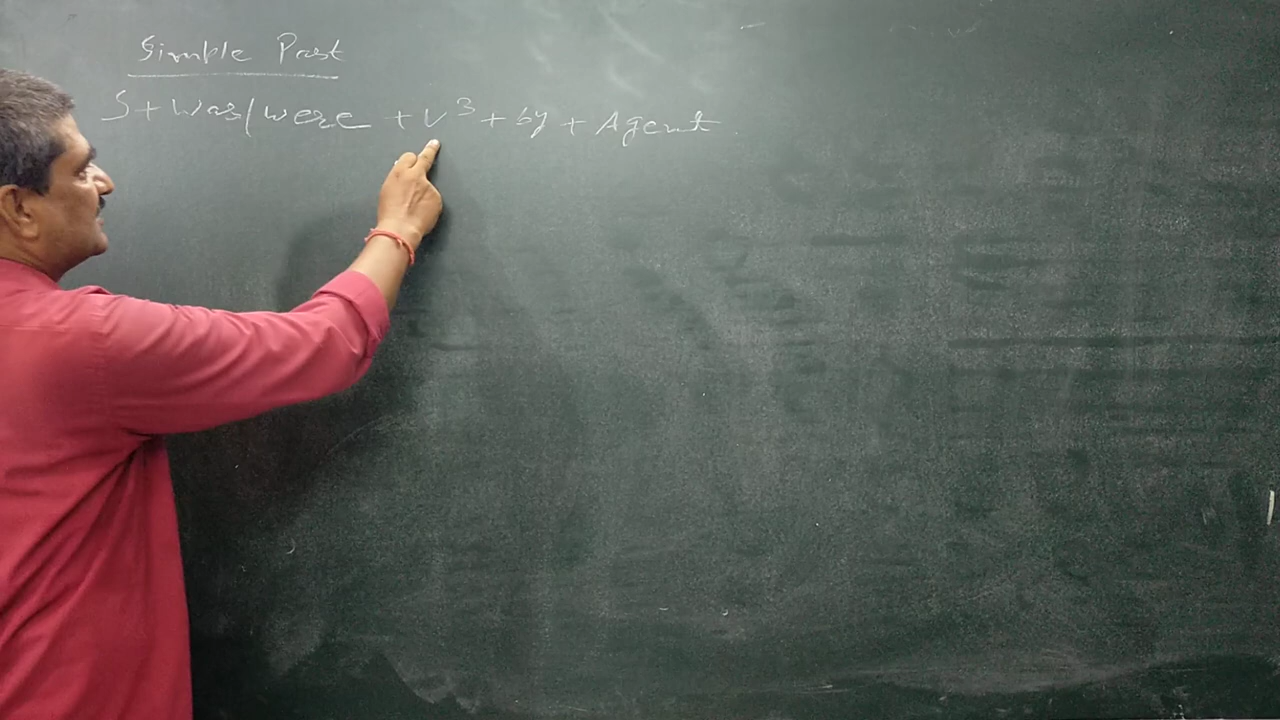 Simple Past
S + was/were + V³ + by + Agent.